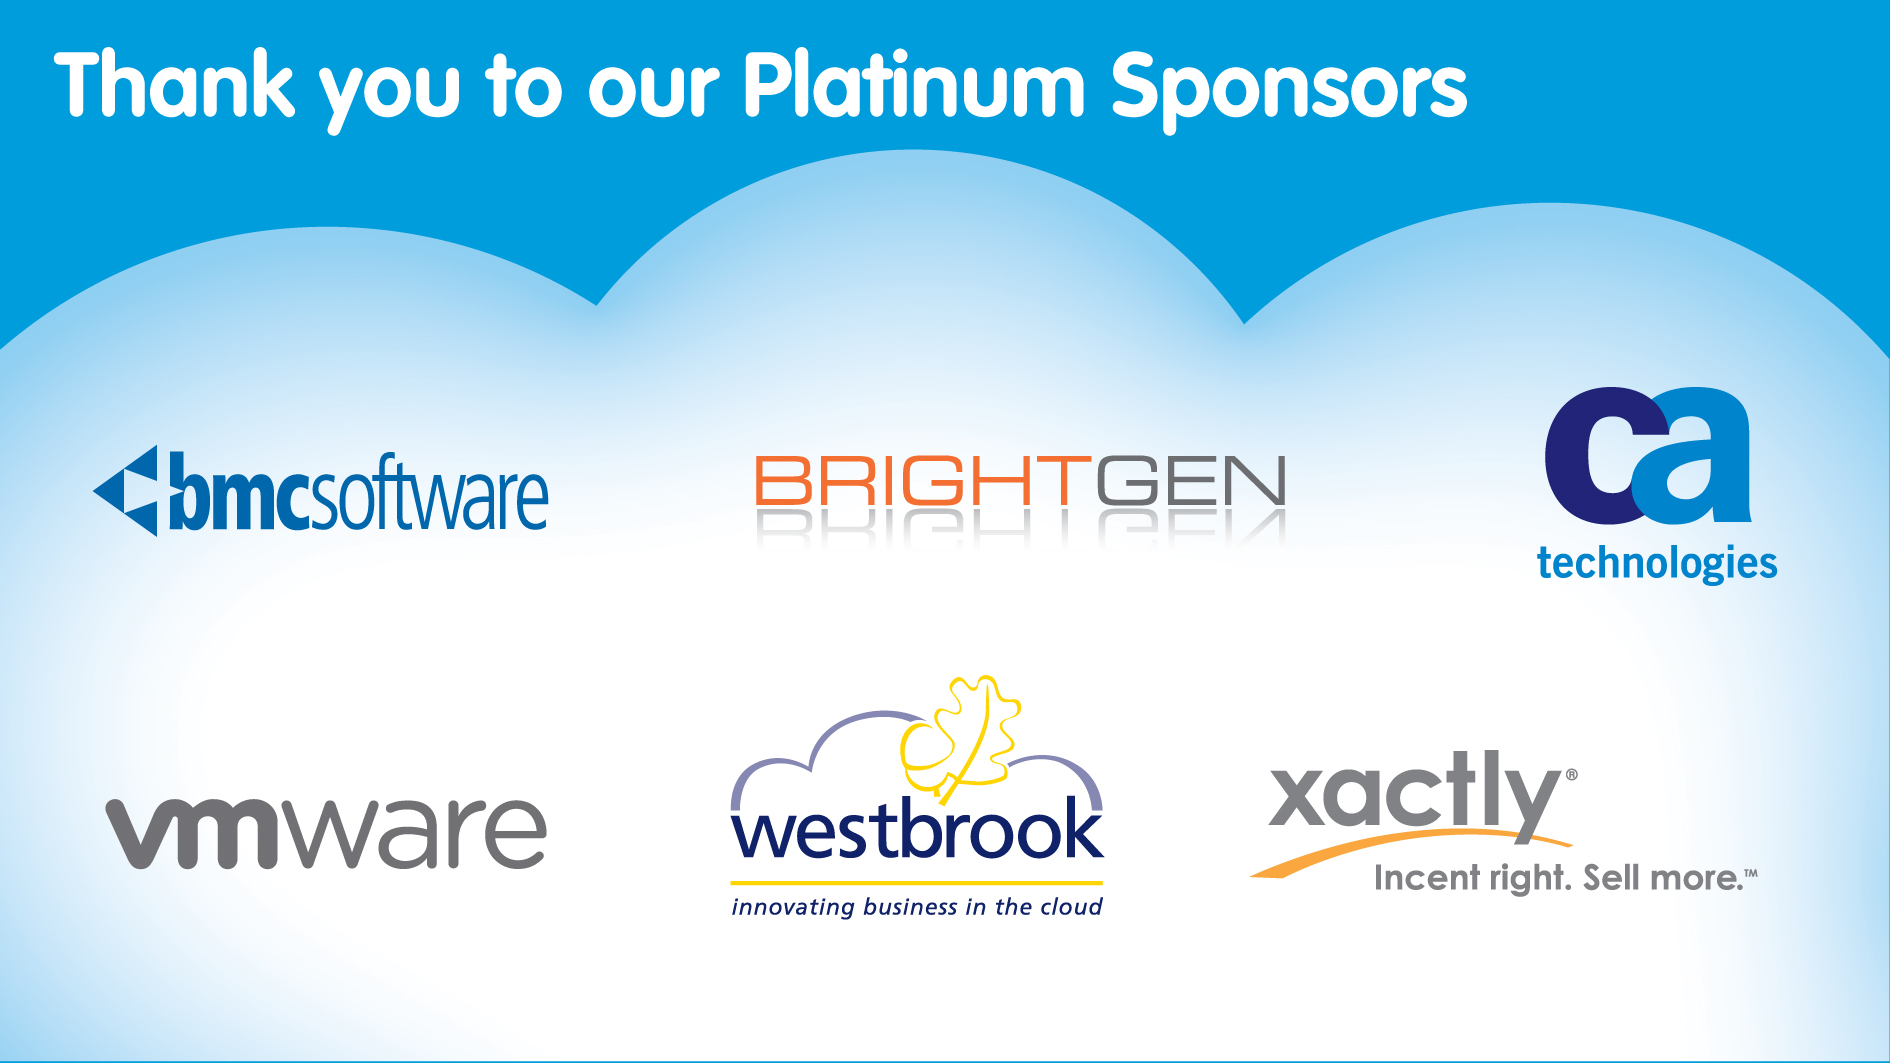 Thank you to our Platinum Sponsors
bmcsoftware
BRIGHTGEN
ca
technologies
vmware
westbrook
innovating business in the cloud
xactly®
Incent right. Sell more.™